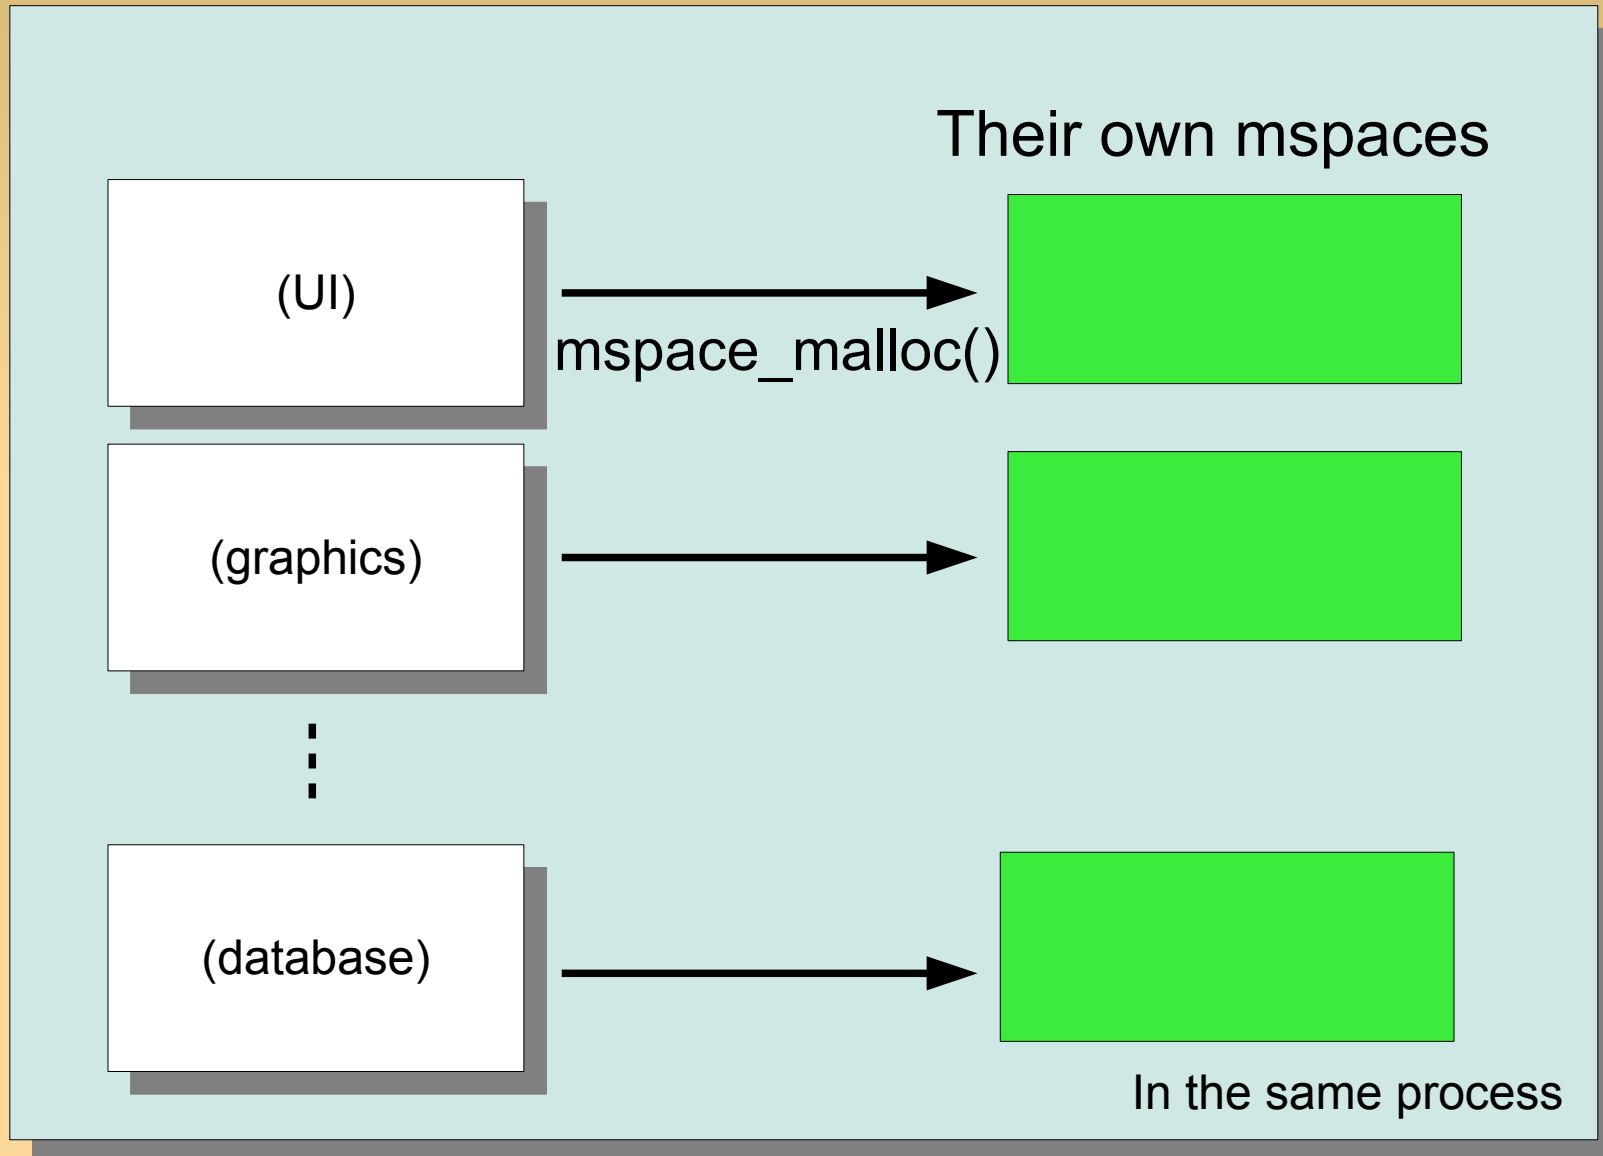 Their own mspaces
(UI)
mspace_malloc()
(graphics)
(database)
In the same process